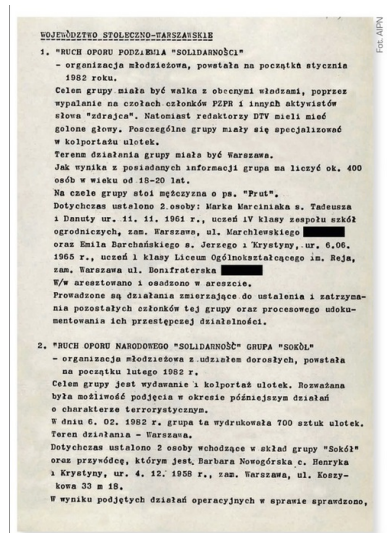 WOJEWÓDZTWO STOŁECZNO-WARSZAWSKIE
1. "RUCH OPORU PODZIEMIA "SOLIDARNOŚCI"
- organizacja młodzieżowa, powstała na początku stycznia
1982 roku.
Celem grupy miała być walka z obecnymi władzami, poprzez
wypalanie na czołach członków PZPR i innych aktywistów
słowa "zdrajca". Natomiast redaktorzy DTV mieli mieć
golone głowy. Poszczególne grupy miały się specjalizować
w kolportażu ulotek.
Terenem działania grupy miała być Warszawa.
Jak wynika z posiadanych informacji grupa ma liczyć ok. 400
osób w wieku od 18-20 lat.
Na czele grupy stoi mężczyzna o ps. "Prut".
Dotychczas ustalono 2 osoby: Marka Marciniaka s. Tadeusza
i Danuty ur. 11. 11. 1961 r., uczeń IV klasy zespołu szkół
ogrodniczych, zam. Warszawa, ul. Marchlewskiego
oraz Emila Barchańskiego s. Jerzego i Krystyny, ur. 6.06.
1965 r., uczeń 1 klasy Liceum Ogólnokształcącego im. Reja,
zam. Warszawa ul. Bonifraterska
W/w aresztowano i osadzono w areszcie.
Prowadzone są działania zmierzające do ustalenia i zatrzyma-
nia pozostałych członków tej grupy oraz procesowego udoku-
mentowania ich przestępczej działalności.
2. "RUCH OPORU NARODOWEGO "SOLIDARNOŚĆ" GRUPA "SOKÓŁ"
- organizacja młodzieżowa z udziałem dorosłych, powstała
na początku lutego 1982 r.
Celem grupy jest wydawanie i kolportaż ulotek. Rozważana
była możliwość podjęcia w okresie późniejszym działań
o charakterze terrorystycznym.
W dniu 6. 02. 1982 r. grupa ta wydrukowała 700 sztuk ulotek.
Teren działania - Warszawa.
Dotychczas ustalono 2 osoby wchodzące w skład grupy "Sokół"
oraz przywódcę, którym jest Barbara Nowogórska c. Henryka
i Krystyny, ur. 4. 12. 1958 r., zam. Warszawa, ul. Koszy-
kowa 33 m 18.
W wyniku podjętych działań operacyjnych w sprawie sprawdzono,
Fot. AIPN